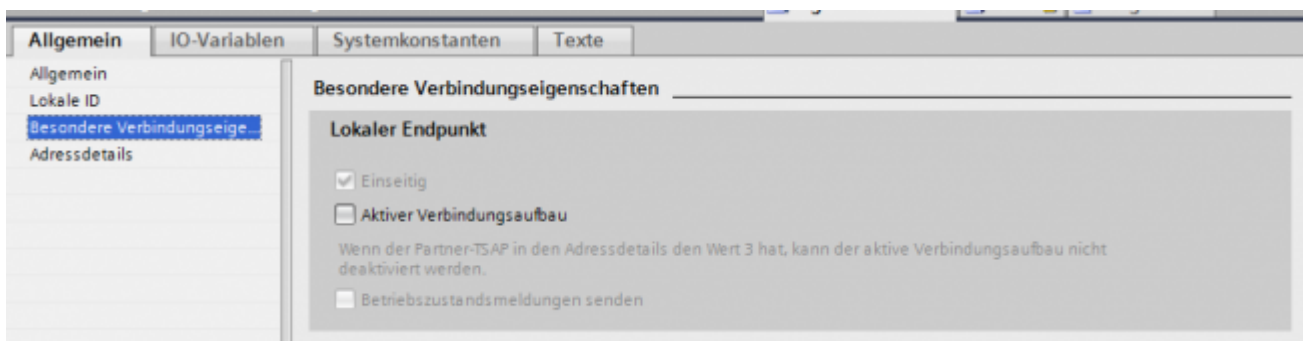 Allgemein IO-Variablen Systemkonstanten Texte
Allgemein
Lokale ID
Besondere Verbindungseige...
Adressdetails
Besondere Verbindungseigenschaften
Lokaler Endpunkt
Einseitig
Aktiver Verbindungsaufbau
Wenn der Partner-TSAP in den Adressdetails den Wert 3 hat, kann der aktive Verbindungsaufbau nicht
deaktiviert werden.
Betriebszustandsmeldungen senden